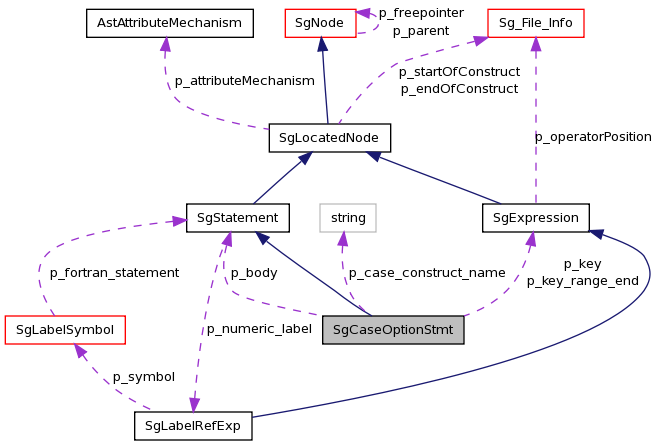 AstAttributeMechanism
SgNode
p_freepointer
p_parent
Sg_File_Info
p_attributeMechanism
p_startOfConstruct
p_endOfConstruct
p_operatorPosition
SgLocatedNode
SgStatement
string
SgExpression
p_fortran_statement
p_body
p_case_construct_name
p_key
p_key_range_end
SgLabelSymbol
p_numeric_label
SgCaseOptionStmt
p_symbol
SgLabelRefExp